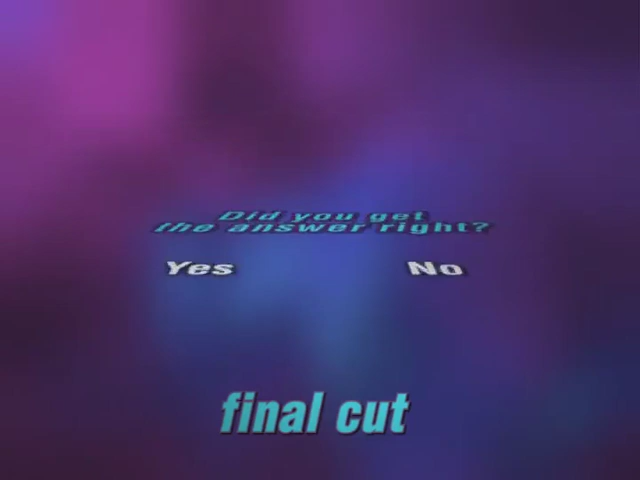 Did you get
the answer right?
Yes No
final cut